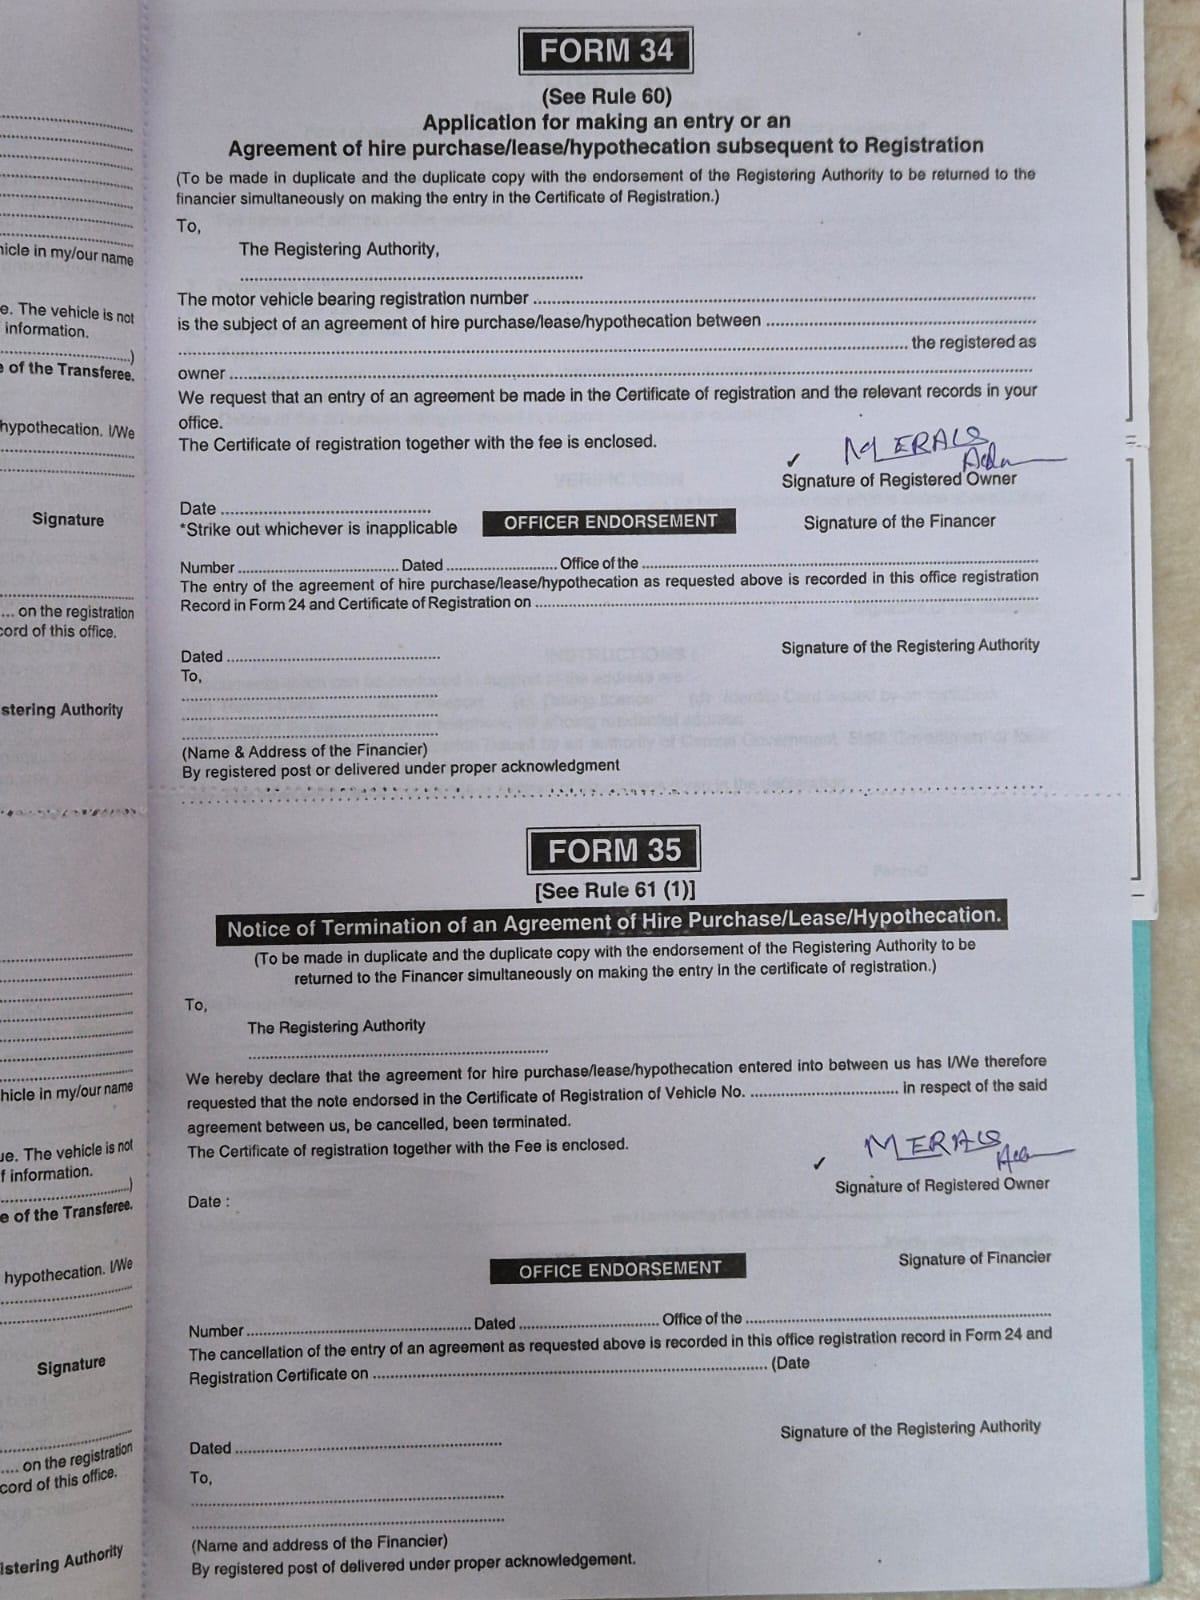 FORM 34
(See Rule 60)
Application for making an entry or an
Agreement of hire purchase/lease/hypothecation subsequent to Registration
(To be made in duplicate and the duplicate copy with the endorsement of the Registering Authority to be returned to the
financier simultaneously on making the entry in the Certificate of Registration.)
To,
The Registering Authority,
The motor vehicle bearing registration number
is the subject of an agreement of hire purchase/lease/hypothecation between
the registered as
owner
We request that an entry of an agreement be made in the Certificate of registration and the relevant records in your
office.
The Certificate of registration together with the fee is enclosed.
✓
Signature of Registered Owner
Date
*Strike out whichever is inapplicable OFFICER ENDORSEMENT Signature of the Financer
Number Dated Office of the
The entry of the agreement of hire purchase/lease/hypothecation as requested above is recorded in this office registration
Record in Form 24 and Certificate of Registration on
Signature of the Registering Authority
Dated
To,
(Name & Address of the Financier)
By registered post or delivered under proper acknowledgment
FORM 35
[See Rule 61 (1)]
Notice of Termination of an Agreement of Hire Purchase/Lease/Hypothecation.
(To be made in duplicate and the duplicate copy with the endorsement of the Registering Authority to be
returned to the Financer simultaneously on making the entry in the certificate of registration.)
To,
The Registering Authority
We hereby declare that the agreement for hire purchase/lease/hypothecation entered into between us has I/We therefore
requested that the note endorsed in the Certificate of Registration of Vehicle No. in respect of the said
agreement between us, be cancelled, been terminated.
The Certificate of registration together with the Fee is enclosed.
✓
Signature of Registered Owner
Date :
Signature of Financier
OFFICE ENDORSEMENT
Number Dated Office of the
The cancellation of the entry of an agreement as requested above is recorded in this office registration record in Form 24 and
Registration Certificate on (Date
Signature of the Registering Authority
Dated
To,
(Name and address of the Financier)
By registered post of delivered under proper acknowledgement.
hicle in my/our name
e. The vehicle is not
information.
)
e of the Transferee.
hypothecation. I/We
Signature
.... on the registration
cord of this office.
stering Authority
hicle in my/our name
ue. The vehicle is not
f information.
)
e of the Transferee.
hypothecation. I/We
Signature
.... on the registration
cord of this office.
istering Authority